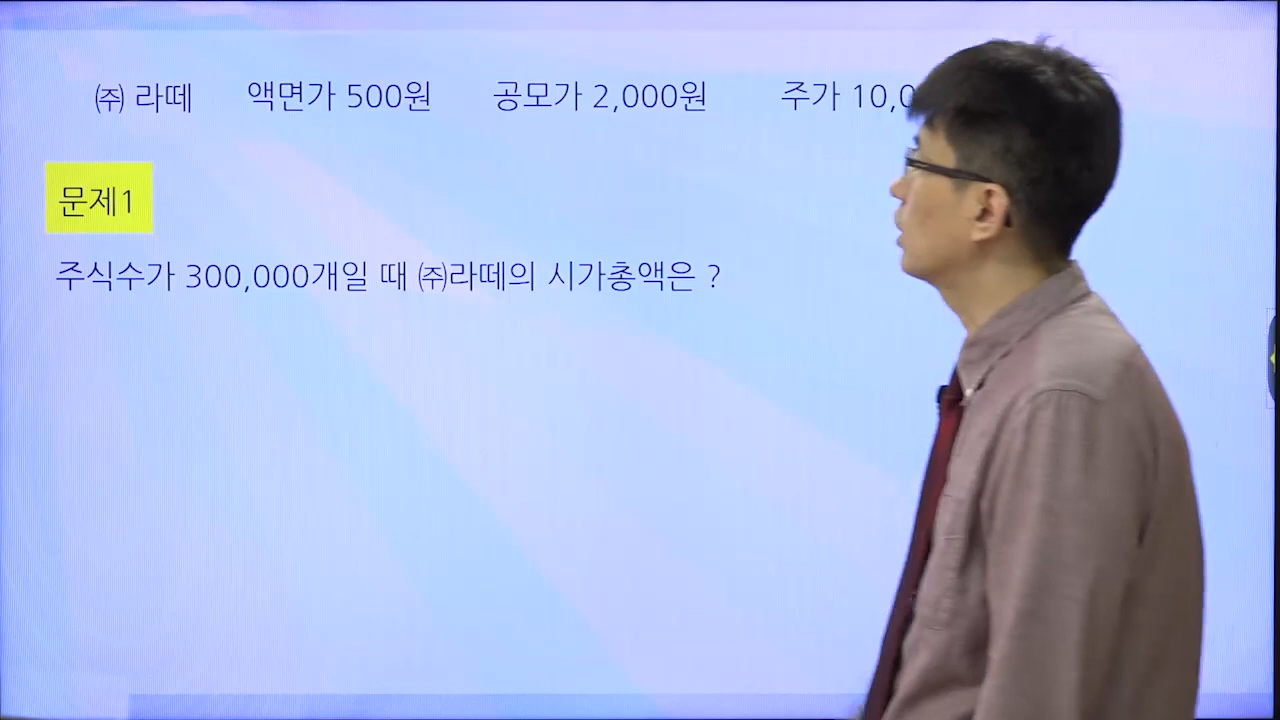 ㈜ 라떼 액면가 500원 공모가 2,000원 주가
문제1
주식수가 300,000개일 때 ㈜라떼의 시가총액은 ?